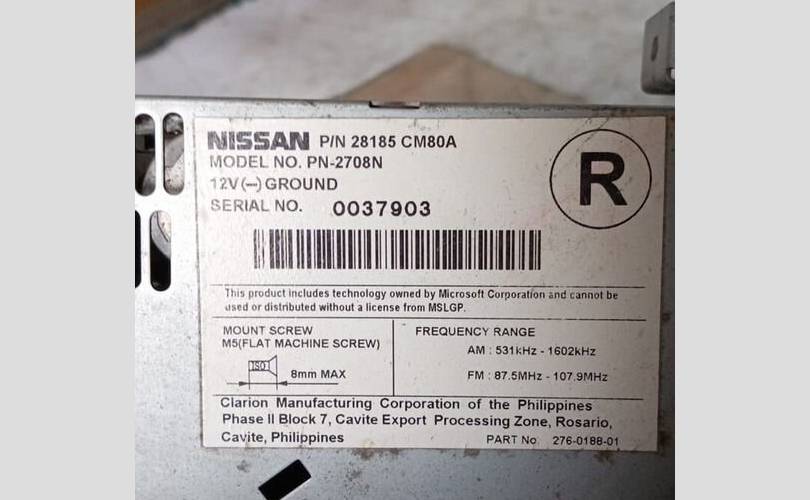 NISSAN P/N 28185 CM80A
MODEL NO. PN-2708N
12V(−)GROUND
SERIAL NO. 0037903
R
This product includes technology owned by Microsoft Corporation and cannot be
used or distributed without a license from MSLGP.
MOUNT SCREW
M5(FLAT MACHINE SCREW)
ISO
8mm MAX
FREQUENCY RANGE
AM : 531kHz - 1602kHz
FM : 87.5MHz - 107.9MHz
Clarion Manufacturing Corporation of the Philippines
Phase II Block 7, Cavite Export Processing Zone, Rosario,
Cavite, Philippines
PART No 276-0188-01